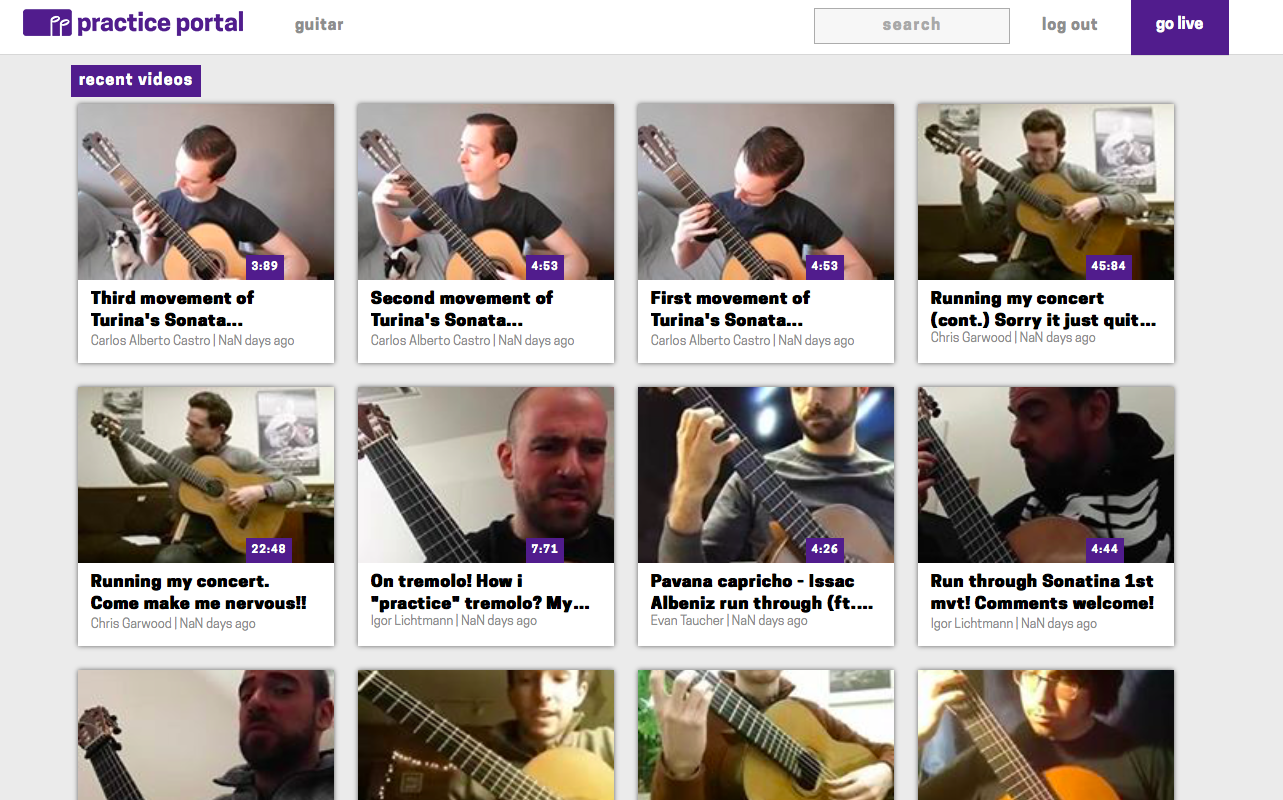 practice portal
guitar
search
log out
go live
recent videos
3:89
4:53
4:53
45:84
Third movement of
Turina's Sonata...
Carlos Alberto Castro | NaN days ago
Second movement of
Turina's Sonata...
Carlos Alberto Castro | NaN days ago
First movement of
Turina's Sonata...
Carlos Alberto Castro | NaN days ago
Running my concert
(cont.) Sorry it just quit...
Chris Garwood | NaN days ago
22:48
7:71
4:26
4:44
Running my concert.
Come make me nervous!!
Chris Garwood | NaN days ago
On tremolo! How i
"practice" tremolo? My...
Igor Lichtmann | NaN days ago
Pavana capricho - Issac
Albeniz run through (ft....
Evan Taucher | NaN days ago
Run through Sonatina 1st
mvt! Comments welcome!
Igor Lichtmann | NaN days ago